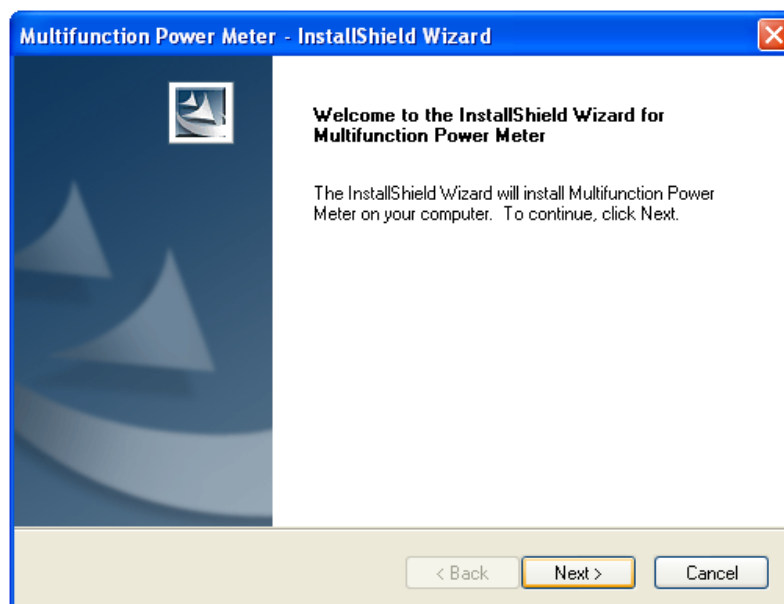 Multifunction Power Meter - InstallShield Wizard
Welcome to the InstallShield Wizard for
Multifunction Power Meter
The InstallShield Wizard will install Multifunction Power
Meter on your computer.  To continue, click Next.
< Back
Next >
Cancel